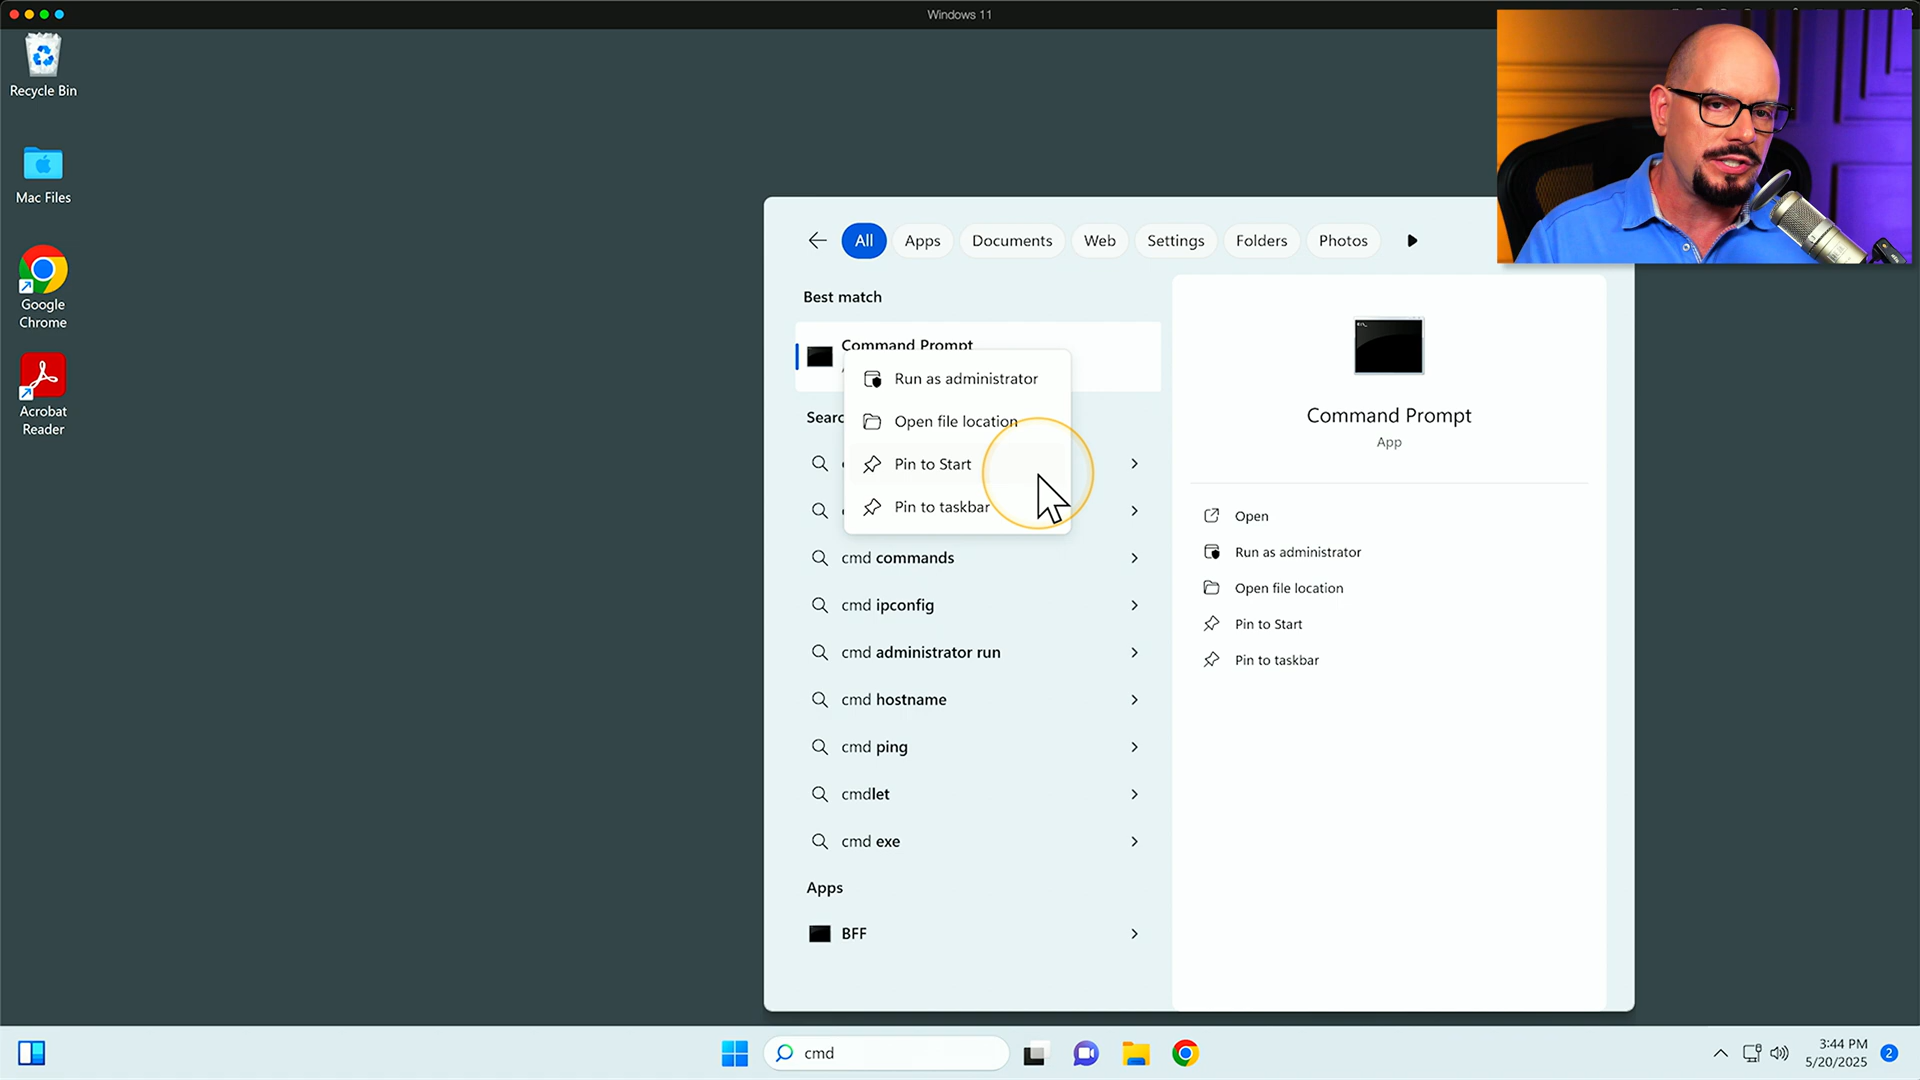 Windows 11
Recycle Bin
Mac Files
Google
Chrome
Acrobat
Reader
All
Apps
Documents
Web
Settings
Folders
Photos
Best match
Command Prompt
Run as administrator
Open file location
Pin to Start
Pin to taskbar
Searc
cmd commands
cmd ipconfig
cmd administrator run
cmd hostname
cmd ping
cmdlet
cmd exe
Apps
BFF
Command Prompt
App
Open
Run as administrator
Open file location
Pin to Start
Pin to taskbar
cmd
3:44 PM
5/20/2025
2